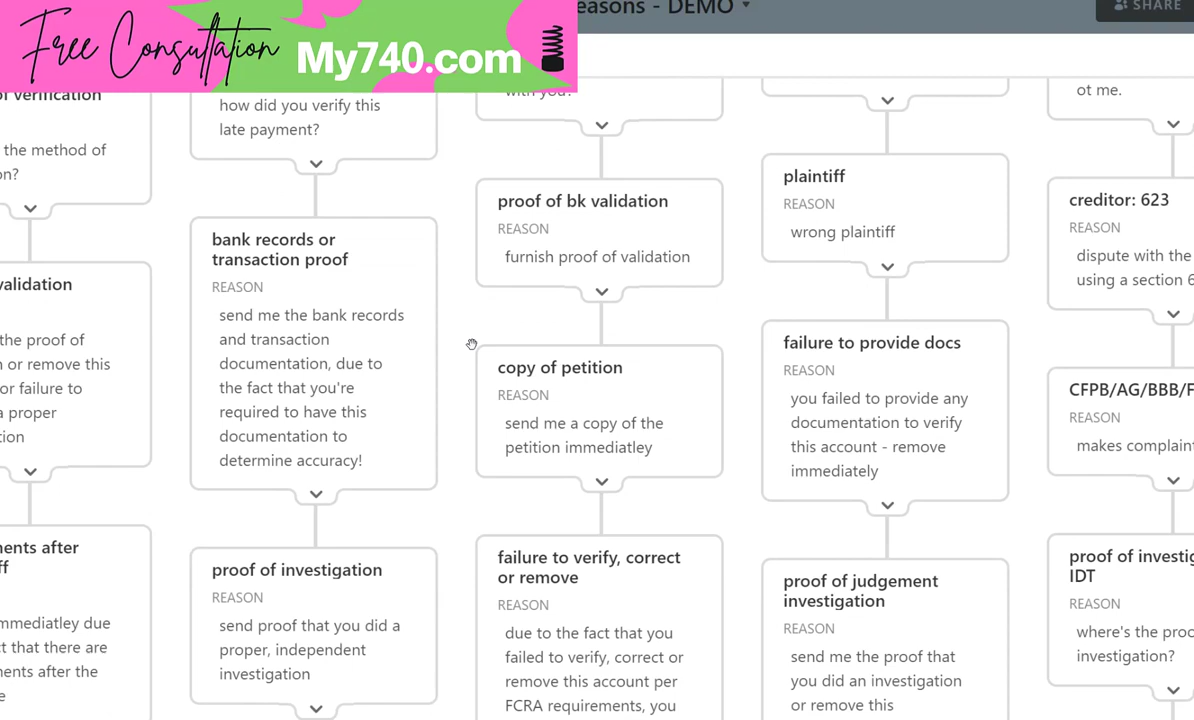 Free Consultation
My740.com
easons - DEMO
SHARE
of verification
the method of
on?
validation
the proof of
n or remove this
or failure to
a proper
tion
ents after
ff
mmediatley due
ct that there are
ments after the
e
how did you verify this
late payment?
bank records or
transaction proof
REASON
send me the bank records
and transaction
documentation, due to
the fact that you're
required to have this
documentation to
determine accuracy!
proof of investigation
REASON
send proof that you did a
proper, independent
investigation
with you?
proof of bk validation
REASON
furnish proof of validation
copy of petition
REASON
send me a copy of the
petition immediatley
failure to verify, correct
or remove
REASON
due to the fact that you
failed to verify, correct or
remove this account per
FCRA requirements, you
plaintiff
REASON
wrong plaintiff
failure to provide docs
REASON
you failed to provide any
documentation to verify
this account - remove
immediately
proof of judgement
investigation
REASON
send me the proof that
you did an investigation
or remove this
ot me.
creditor: 623
REASON
dispute with the
using a section 6
CFPB/AG/BBB/F
REASON
makes complaint
proof of investig
IDT
REASON
where's the proo
investigation?